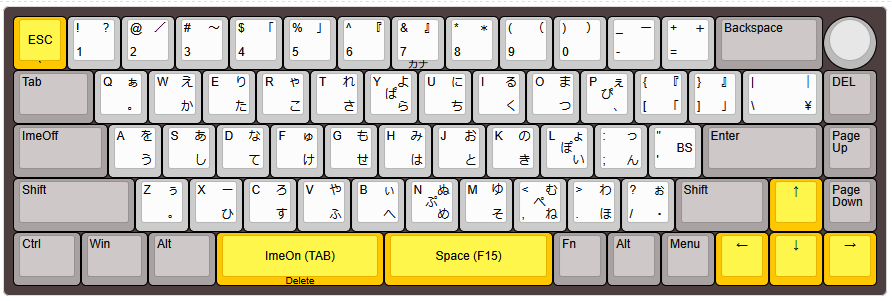 ESC ` ! ? 1 @ ／ 2 # ～ 3 $ 「 4 % 」 5 ^ 『 6 & 』 7 カナ * * 8 ( （ 9 ) ） 0 _ ー - + ＋ = Backspace
Tab Q ぁ 。 W え か E り た R ゃ こ T れ さ Y よ ぱ ら U に ち I る く O ま つ P ぇ ぴ 、 { 『 [ 「 } 』 ] 」 | ｜ \ ¥ DEL
ImeOff A を う S あ し D な て F ゅ け G も せ H み は J お と K の き L ょ ぽ い : っ ; ん " ' BS Enter Page Up
Shift Z ぅ 。 X ー ひ C ろ す V や ふ B ぃ へ N ぬ ぷ め M ゆ そ < む ぺ , ね > わ . ほ ? ぉ / ・ Shift ↑ Page Down
Ctrl Win Alt ImeOn (TAB) Delete Space (F15) Fn Alt Menu ← ↓ →